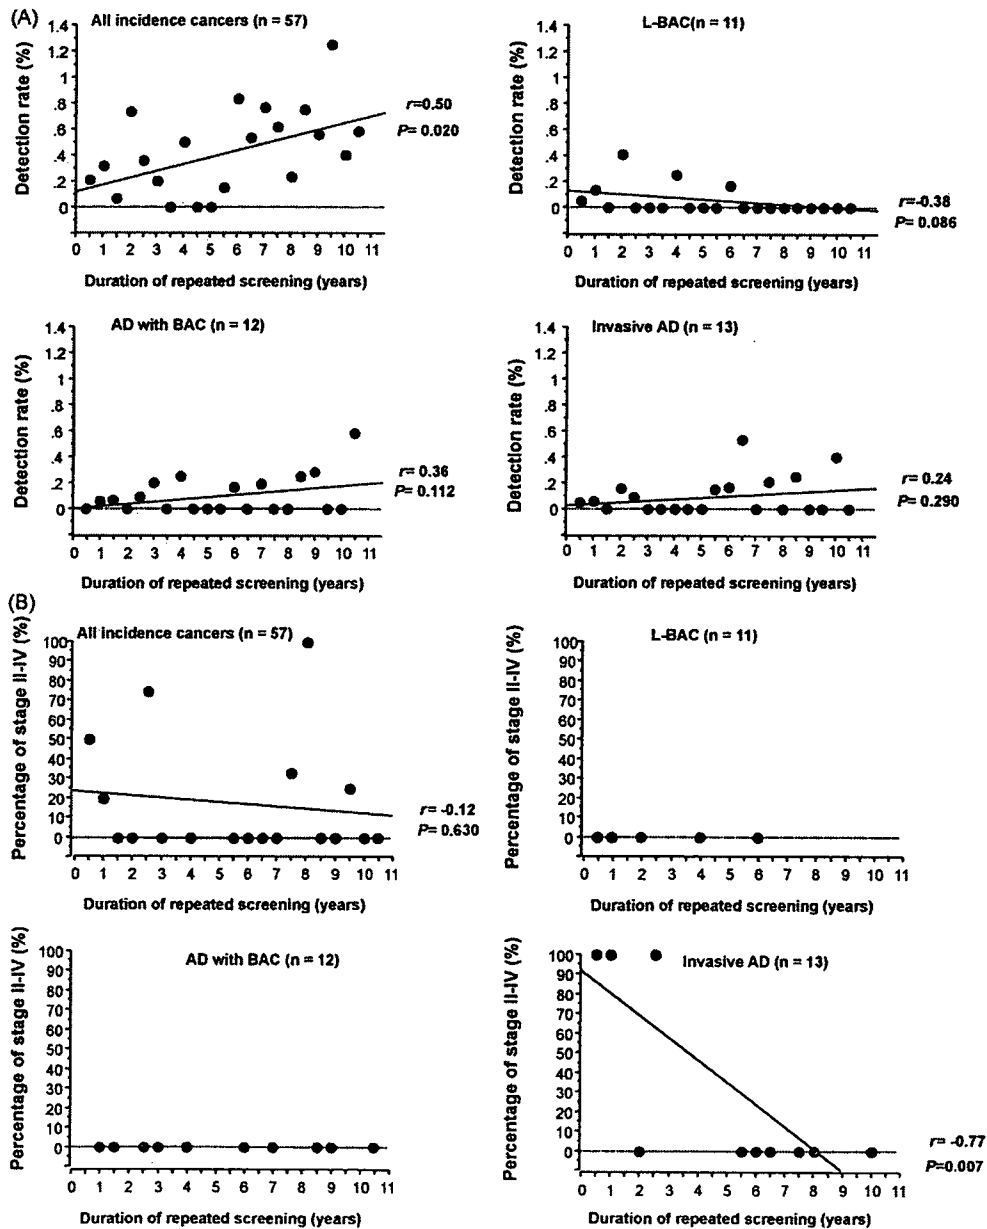 (A)
All incidence cancers (n = 57)
Detection rate (%)
1.4
1.2
1
.8
.6
.4
.2
0
0 1 2 3 4 5 6 7 8 9 10 11
Duration of repeated screening (years)
r=0.50
P= 0.020
L-BAC(n = 11)
Detection rate (%)
1.4
1.2
1
.8
.6
.4
.2
0
0 1 2 3 4 5 6 7 8 9 10 11
Duration of repeated screening (years)
r=-0.38
P= 0.086
AD with BAC (n = 12)
Detection rate (%)
1.4
1.2
1
.8
.6
.4
.2
0
0 1 2 3 4 5 6 7 8 9 10 11
Duration of repeated screening (years)
r= 0.36
P= 0.112
Invasive AD (n = 13)
Detection rate (%)
1.4
1.2
1
.8
.6
.4
.2
0
0 1 2 3 4 5 6 7 8 9 10 11
Duration of repeated screening (years)
r= 0.24
P= 0.290
(B)
All incidence cancers (n = 57)
Percentage of stage II-IV (%)
100
90
80
70
60
50
40
30
20
10
0
0 1 2 3 4 5 6 7 8 9 10 11
Duration of repeated screening (years)
r= -0.12
P= 0.630
L-BAC (n = 11)
Percentage of stage II-IV (%)
100
90
80
70
60
50
40
30
20
10
0
0 1 2 3 4 5 6 7 8 9 10 11
Duration of repeated screening (years)
AD with BAC (n = 12)
Percentage of stage II-IV (%)
100
90
80
70
60
50
40
30
20
10
0
0 1 2 3 4 5 6 7 8 9 10 11
Duration of repeated screening (years)
Invasive AD (n = 13)
Percentage of stage II-IV (%)
100
90
80
70
60
50
40
30
20
10
0
0 1 2 3 4 5 6 7 8 9 10 11
Duration of repeated screening (years)
r= -0.77
P=0.007